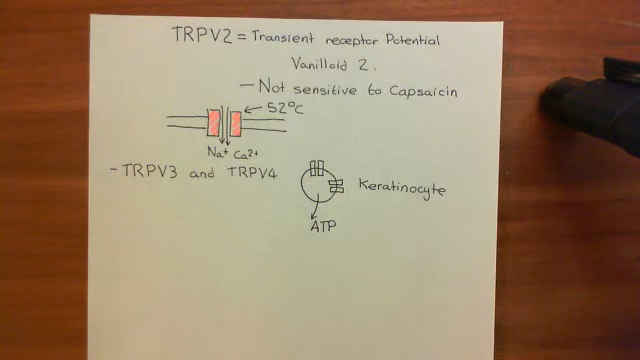 TRPV2 = Transient receptor Potential
Vanilloid 2.
- Not sensitive to Capsaicin
52°C
Na+ Ca2+
- TRPV3 and TRPV4
Keratinocyte
ATP